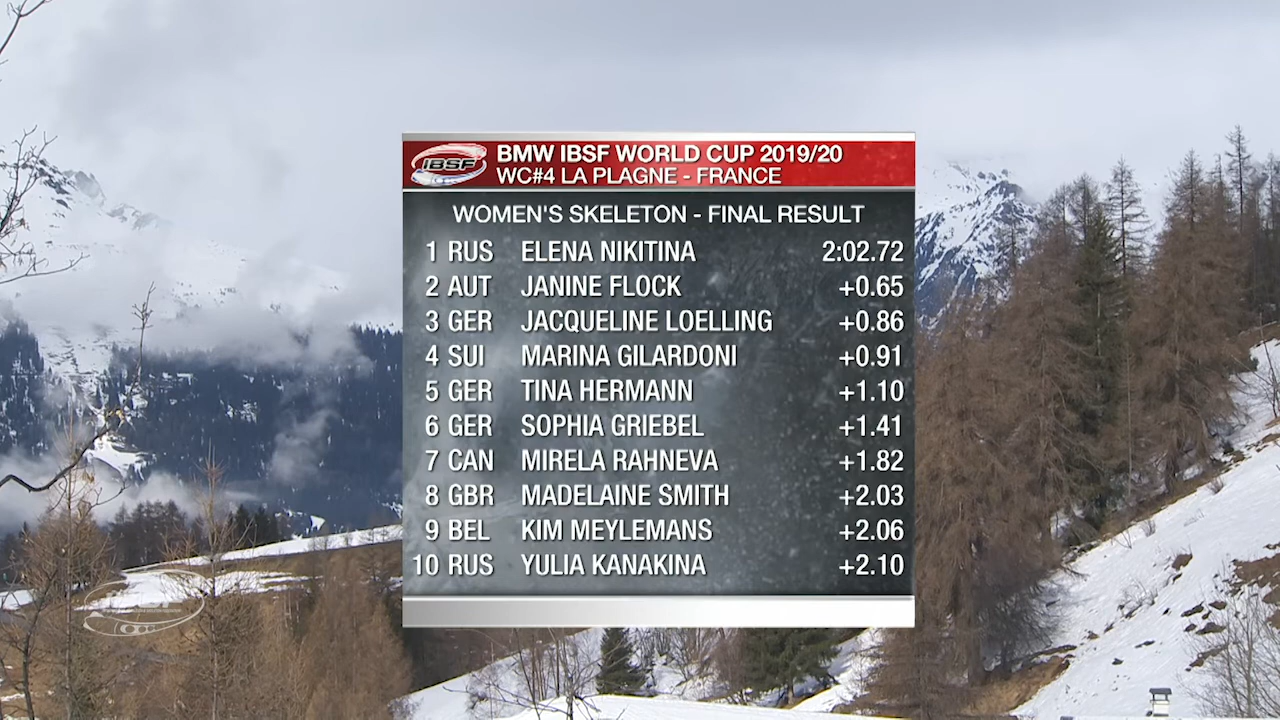 IBSF
BMW IBSF WORLD CUP 2019/20
WC#4 LA PLAGNE - FRANCE
WOMEN'S SKELETON - FINAL RESULT
1 RUS ELENA NIKITINA 2:02.72
2 AUT JANINE FLOCK +0.65
3 GER JACQUELINE LOELLING +0.86
4 SUI MARINA GILARDONI +0.91
5 GER TINA HERMANN +1.10
6 GER SOPHIA GRIEBEL +1.41
7 CAN MIRELA RAHNEVA +1.82
8 GBR MADELAINE SMITH +2.03
9 BEL KIM MEYLEMANS +2.06
10 RUS YULIA KANAKINA +2.10